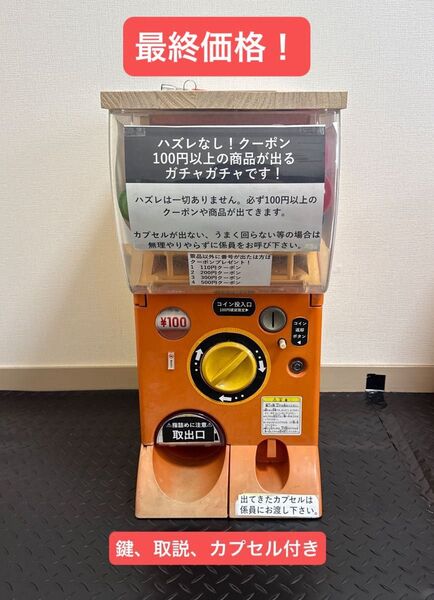 最終価格！
ハズレなし！クーポン
100円以上の商品が出る
ガチャガチャです！
ハズレは一切ありません。必ず100円以上の
クーポンや商品が出てきます。
カプセルが出ない、うまく回らない等の場合は
無理やりやらずに係員をお呼び下さい。
景品以外に番号が出た方は
クーポンプレゼント！
1　110円クーポン
2　200円クーポン
3　300円クーポン
4　500円クーポン
コイン投入口
¥100
コイン
返却
ボタン
取出口
出てきたカプセルは
係員にお渡し下さい。
鍵、取説、カプセル付き